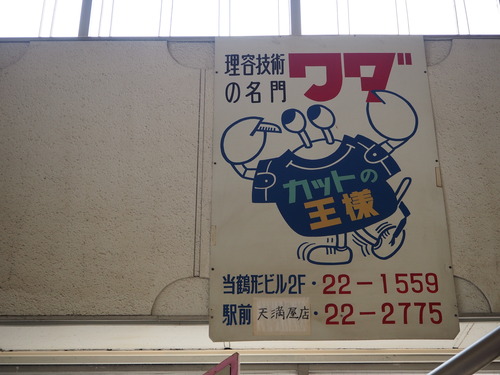 理容技術
の名門
ワダ
カットの
王様
当鶴形ビル2F・22-1559
駅前天満屋店・22-2775